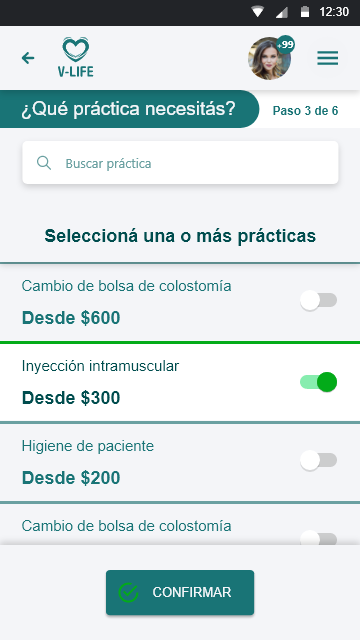 12:30
+99
V-LIFE
¿Qué práctica necesitás?
Paso 3 de 6
Buscar práctica
Seleccioná una o más prácticas
Cambio de bolsa de colostomía
Desde $600
Inyección intramuscular
Desde $300
Higiene de paciente
Desde $200
Cambio de bolsa de colostomía
CONFIRMAR